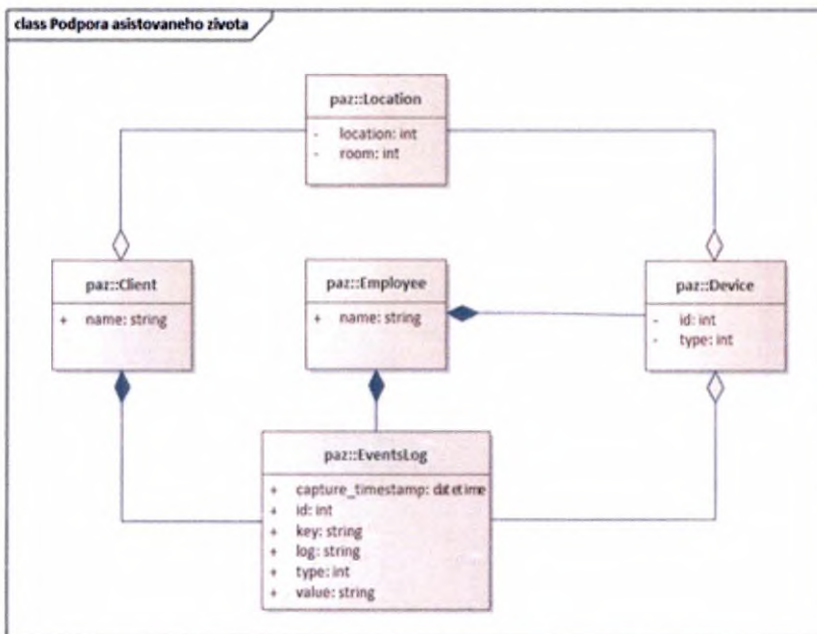 class Podpora asistovaneho zivota
paz::Location
- location: int
- room: int
paz::Client
+ name: string
paz::Employee
+ name: string
paz::Device
- id: int
- type: int
paz::EventsLog
+ capture_timestamp: datetime
+ id: int
+ key: string
+ log: string
+ type: int
+ value: string